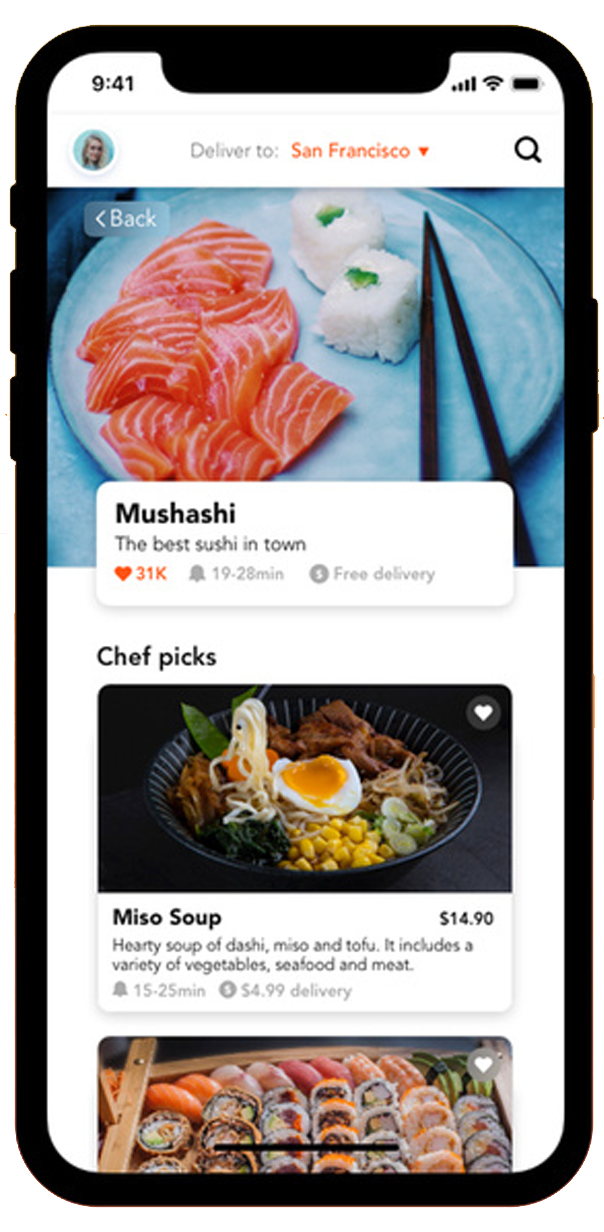 9:41
Deliver to: San Francisco ▼
Back
Mushashi
The best sushi in town
31K 19-28min $ Free delivery
Chef picks
Miso Soup $14.90
Hearty soup of dashi, miso and tofu. It includes a
variety of vegetables, seafood and meat.
15-25min $ $4.99 delivery